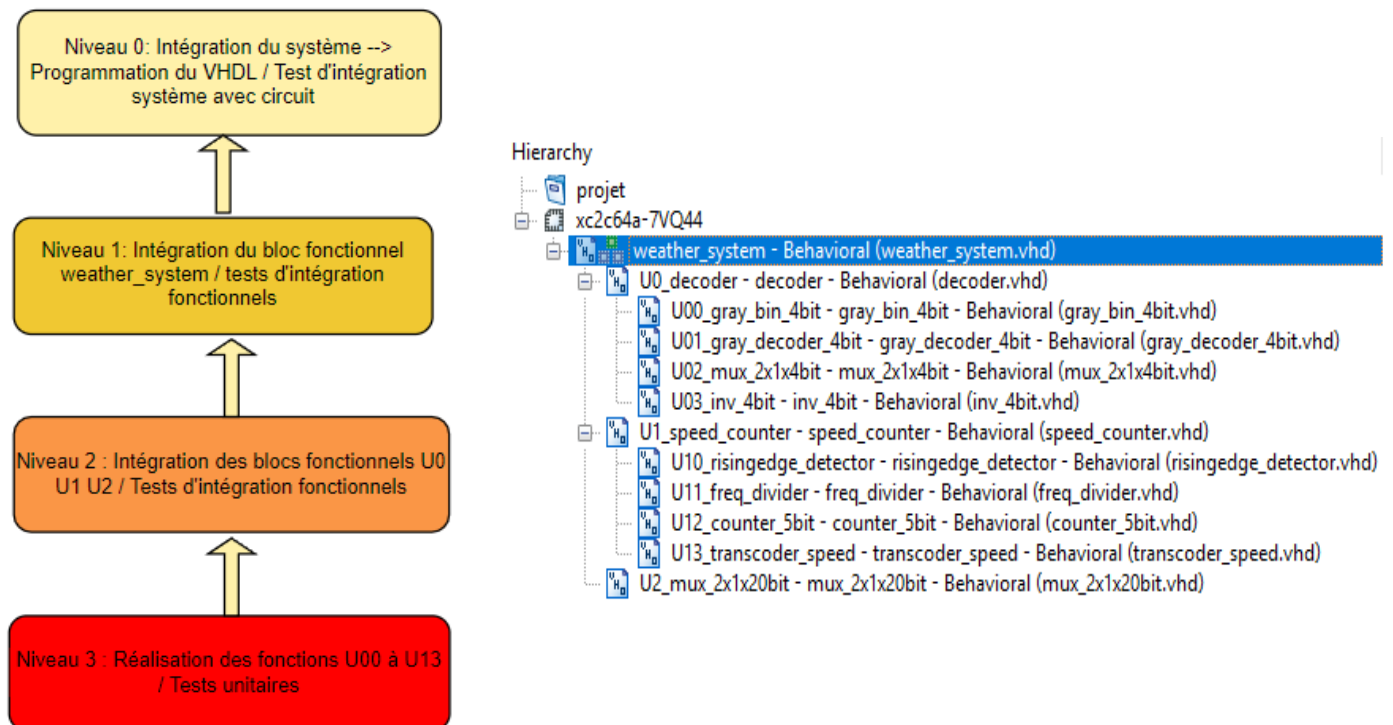 Niveau 0: Intégration du système -->
Programmation du VHDL / Test d'intégration
système avec circuit
Niveau 1: Intégration du bloc fonctionnel
weather_system / tests d'intégration
fonctionnels
Niveau 2 : Intégration des blocs fonctionnels U0
U1 U2 / Tests d'intégration fonctionnels
Niveau 3 : Réalisation des fonctions U00 à U13
/ Tests unitaires
Hierarchy
projet
xc2c64a-7VQ44
weather_system - Behavioral (weather_system.vhd)
U0_decoder - decoder - Behavioral (decoder.vhd)
U00_gray_bin_4bit - gray_bin_4bit - Behavioral (gray_bin_4bit.vhd)
U01_gray_decoder_4bit - gray_decoder_4bit - Behavioral (gray_decoder_4bit.vhd)
U02_mux_2x1x4bit - mux_2x1x4bit - Behavioral (mux_2x1x4bit.vhd)
U03_inv_4bit - inv_4bit - Behavioral (inv_4bit.vhd)
U1_speed_counter - speed_counter - Behavioral (speed_counter.vhd)
U10_risingedge_detector - risingedge_detector - Behavioral (risingedge_detector.vhd)
U11_freq_divider - freq_divider - Behavioral (freq_divider.vhd)
U12_counter_5bit - counter_5bit - Behavioral (counter_5bit.vhd)
U13_transcoder_speed - transcoder_speed - Behavioral (transcoder_speed.vhd)
U2_mux_2x1x20bit - mux_2x1x20bit - Behavioral (mux_2x1x20bit.vhd)